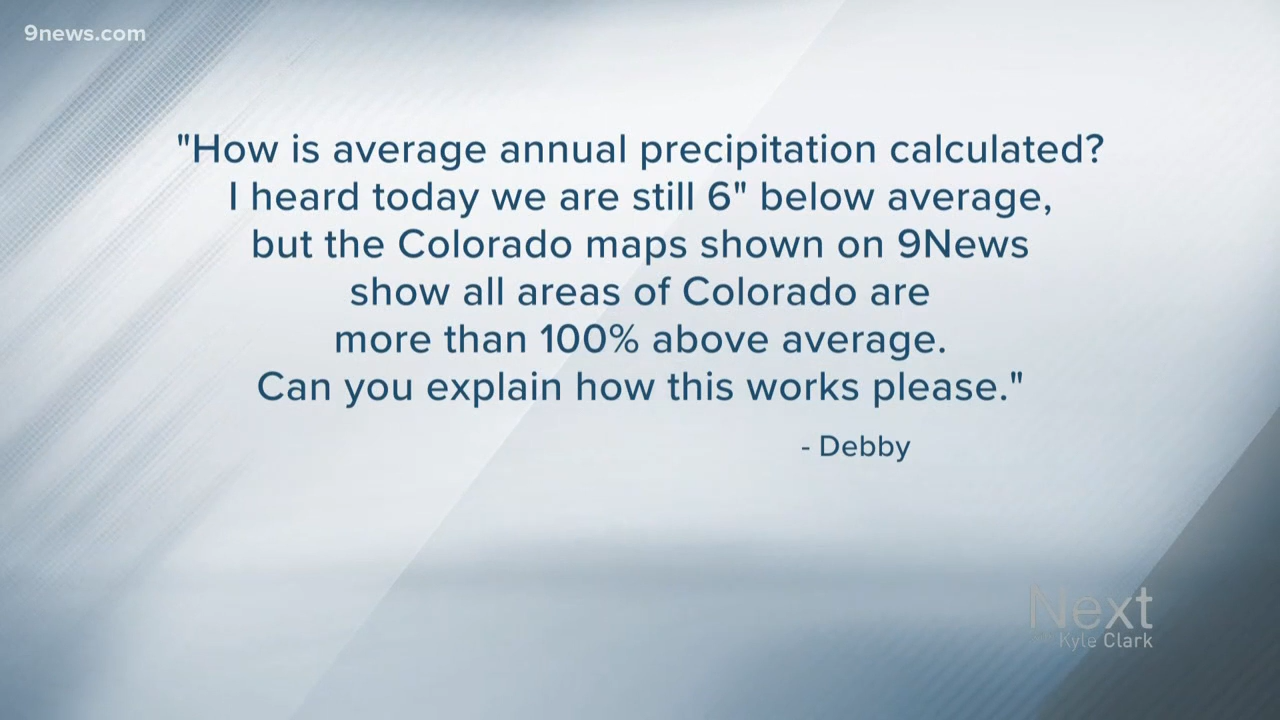 9news.com
"How is average annual precipitation calculated?
I heard today we are still 6" below average,
but the Colorado maps shown on 9News
show all areas of Colorado are
more than 100% above average.
Can you explain how this works please."
- Debby
Next
Kyle Clark